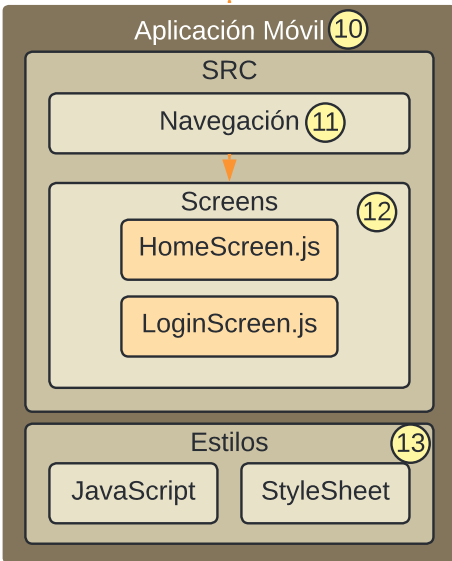 Aplicación Móvil 10
SRC
Navegación 11
Screens
12
HomeScreen.js
LoginScreen.js
Estilos
13
JavaScript
StyleSheet